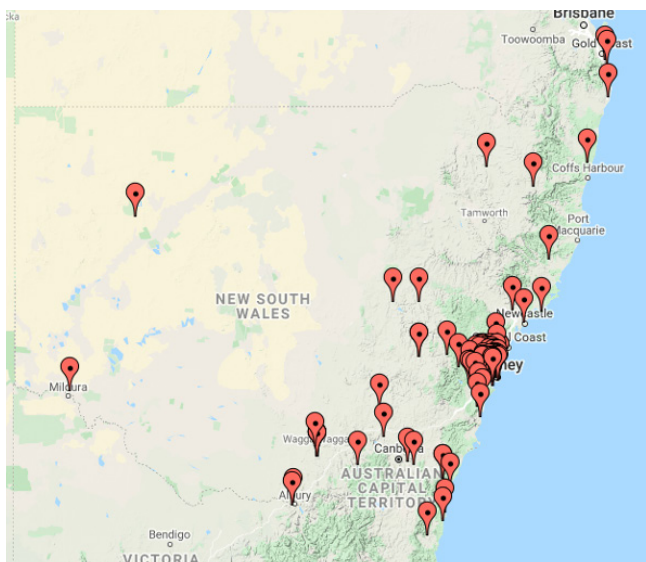 Brisbane
Toowoomba
Gold
Coffs Harbour
Tamworth
Port
Macquarie
NEW SOUTH
WALES
Newcastle
Coast
Mildura
Wagga Wagga
Canberra
AUSTRALIAN
CAPITAL
TERRITORY
Albury
Bendigo
VICTORIA